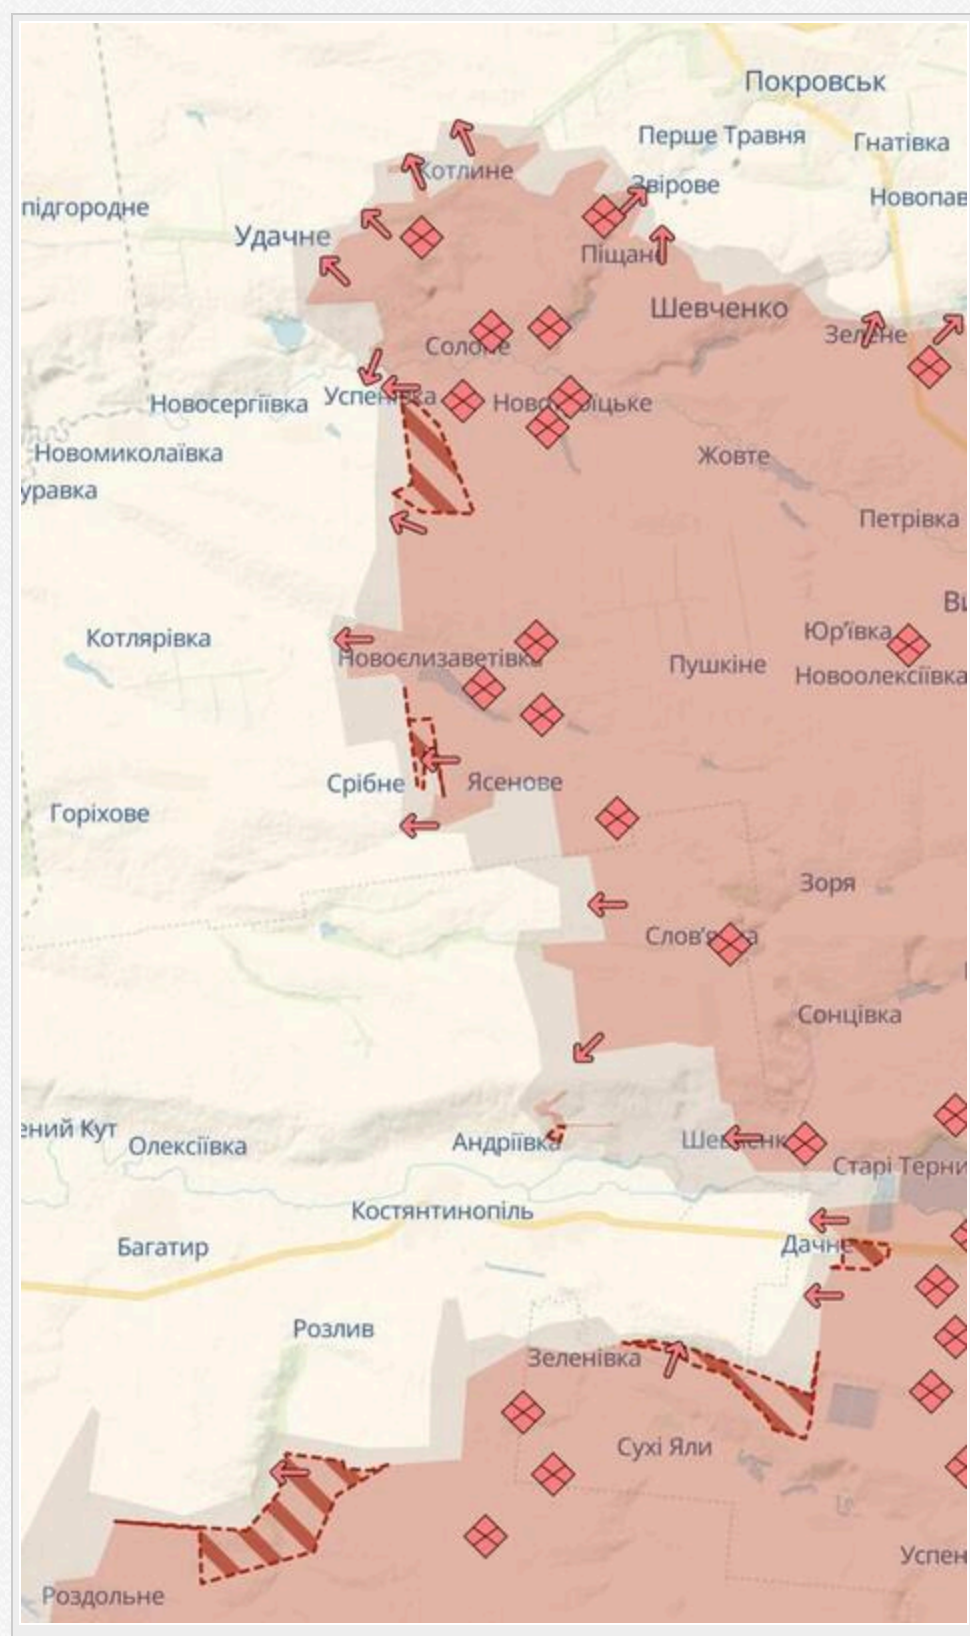 Покровськ
Перше Травня
Гнатівка
Котлине
Звірове
Новопав
підгородне
Удачне
Піщане
Шевченко
Зелене
Солоне
Успенівка
Новосергіївка
Новотроїцьке
Новомиколаївка
Жовте
уравка
Петрівка
Юр'ївка
Котлярівка
Новоєлизаветівка
Пушкіне
Новоолексіївка
Срібне
Ясенове
Горіхове
Зоря
Слов'янка
Сонцівка
ений Кут
Олексіївка
Андріївка
Шевченко
Старі Терни
Костянтинопіль
Багатир
Дачне
Розлив
Зеленівка
Сухі Яли
Успен
Роздольне